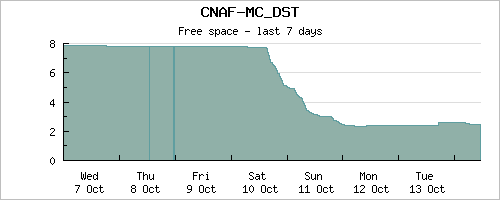 CNAF-MC_DST
Free space - last 7 days
8
6
4
2
0
Wed Thu Fri Sat Sun Mon Tue
7 Oct 8 Oct 9 Oct 10 Oct 11 Oct 12 Oct 13 Oct